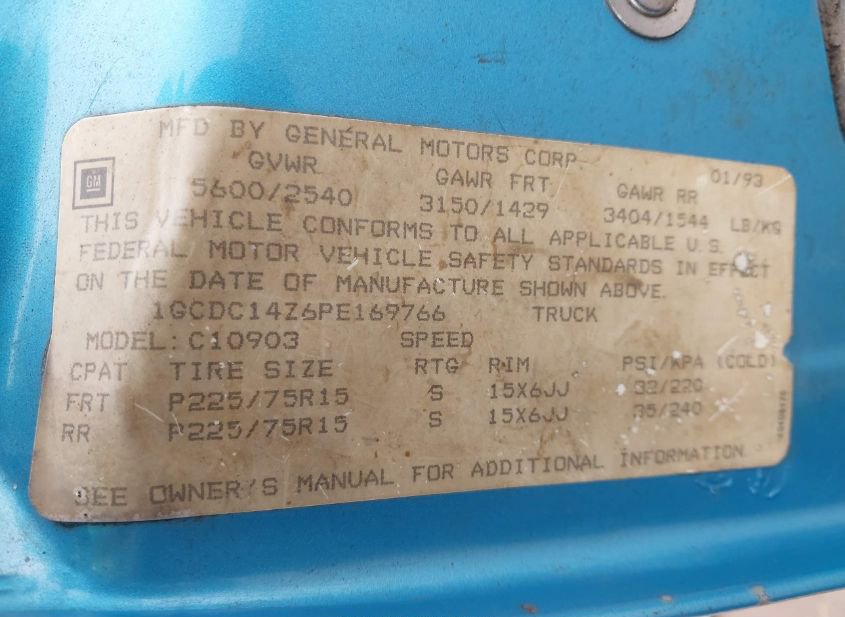 MFD BY GENERAL MOTORS CORP 01/93
GM
GVWR GAWR FRT GAWR RR
5600/2540 3150/1429 3404/1544 LB/KG
THIS VEHICLE CONFORMS TO ALL APPLICABLE U.S.
FEDERAL MOTOR VEHICLE SAFETY STANDARDS IN EFFECT
ON THE DATE OF MANUFACTURE SHOWN ABOVE.
1GCDC14Z6PE169766 TRUCK
MODEL: C10903 SPEED
CPAT TIRE SIZE RTG RIM PSI/KPA (COLD)
FRT P225/75R15 S 15X6JJ 32/220
RR P225/75R15 S 15X6JJ 35/240
SEE OWNER'S MANUAL FOR ADDITIONAL INFORMATION